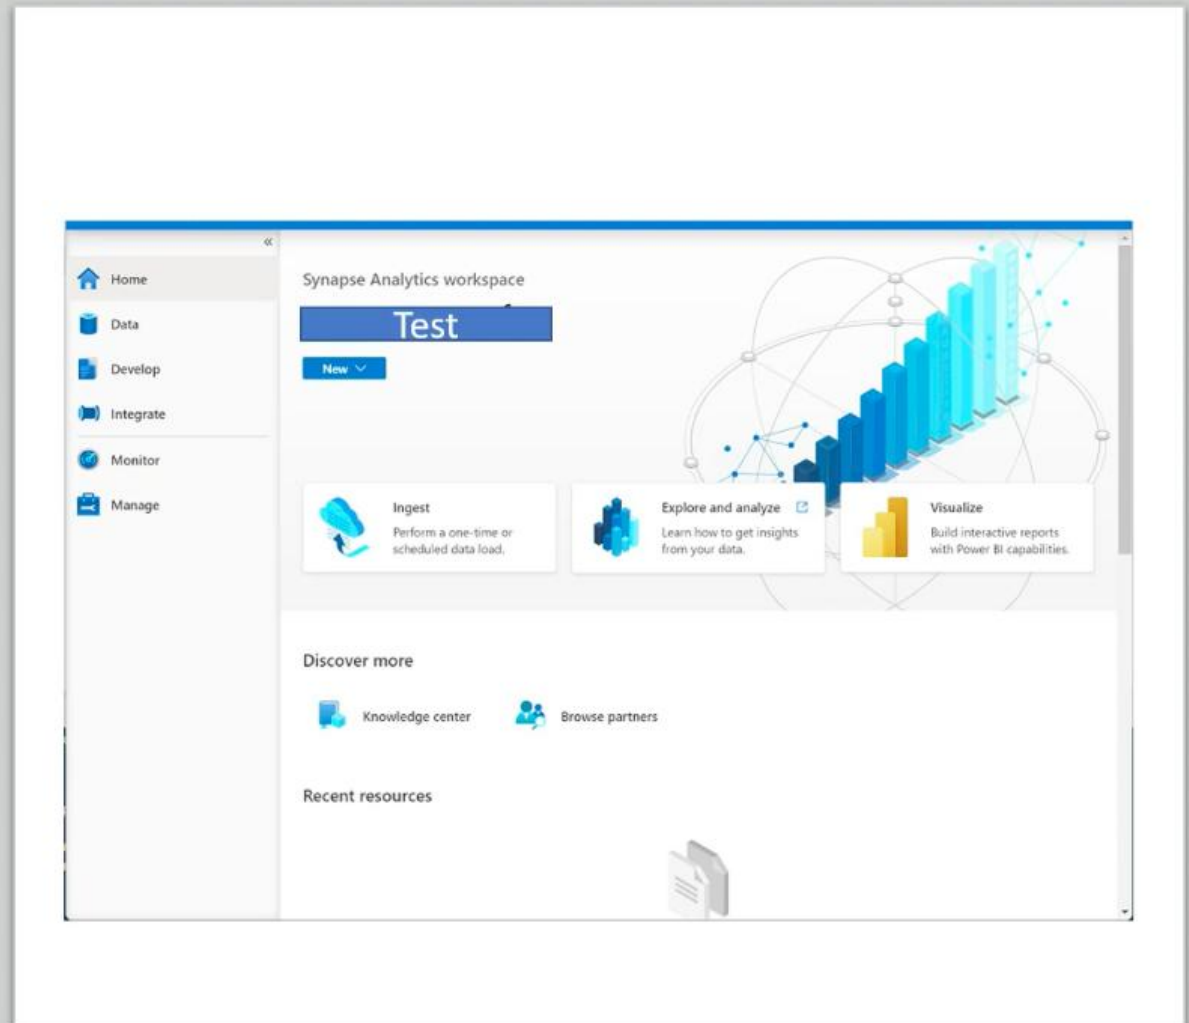 Home
Data
Develop
Integrate
Monitor
Manage
Synapse Analytics workspace
Test
New
Ingest
Perform a one-time or
scheduled data load.
Explore and analyze
Learn how to get insights
from your data.
Visualize
Build interactive reports
with Power BI capabilities.
Discover more
Knowledge center
Browse partners
Recent resources